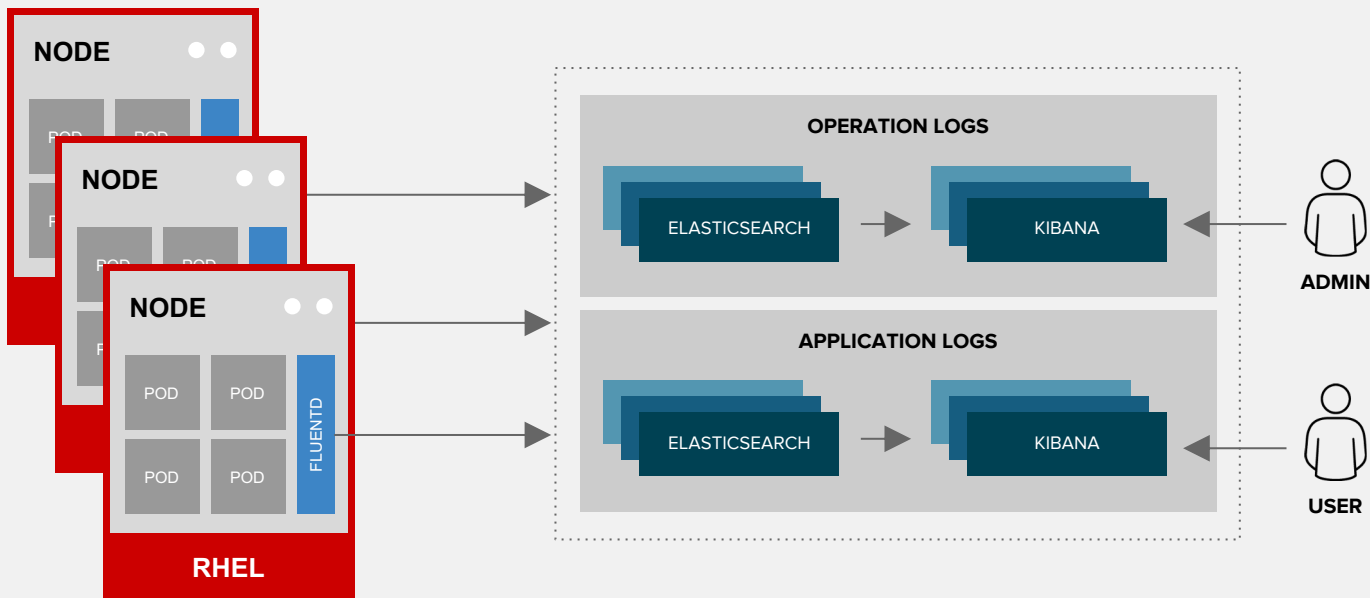 NODE
POD POD
NODE
POD POD
NODE
POD POD
POD POD
FLUENTD
RHEL
OPERATION LOGS
ELASTICSEARCH
KIBANA
ADMIN
APPLICATION LOGS
ELASTICSEARCH
KIBANA
USER